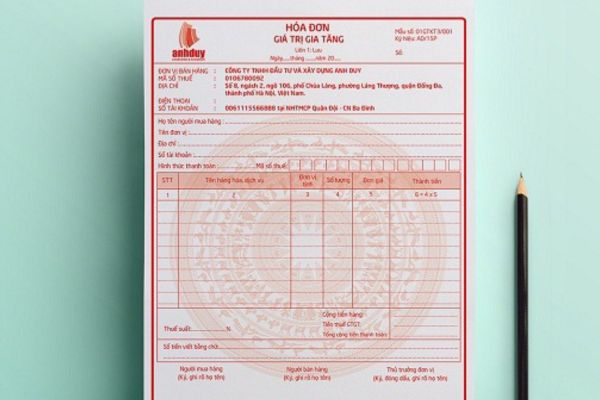 anhduy
HÓA ĐƠN
GIÁ TRỊ GIA TĂNG
Liên 1: Lưu
Ngày.....tháng.......năm 20.....
Mẫu số: 01GTKT3/001
Ký hiệu: AD/15P
Số:
ĐƠN VỊ BÁN HÀNG : CÔNG TY TNHH ĐẦU TƯ VÀ XÂY DỰNG ANH DUY
MÃ SỐ THUẾ : 0106780092
ĐỊA CHỈ : Số 8, ngách 2, ngõ 106, phố Chùa Láng, phường Láng Thượng, quận Đống Đa,
thành phố Hà Nội, Việt Nam.
ĐIỆN THOẠI :
SỐ TÀI KHOẢN : 0061115566888 tại NHTMCP Quân Đội - CN Ba Đình
Họ tên người mua hàng :
Tên đơn vị :
Địa chỉ :
Số tài khoản :
Hình thức thanh toán: Mã số thuế:
STT Tên hàng hóa, dịch vụ Đơn vị tính Số lượng Đơn giá Thành tiền
1 2 3 4 5 6 = 4 x 5
Cộng tiền hàng:
Thuế suất:...........% Tiền thuế GTGT:
Tổng cộng tiền thanh toán:
Số tiền viết bằng chữ:
Người mua hàng Người bán hàng Thủ trưởng đơn vị
(Ký, ghi rõ họ tên) (Ký, ghi rõ họ tên) (Ký, đóng dấu, ghi rõ họ tên)